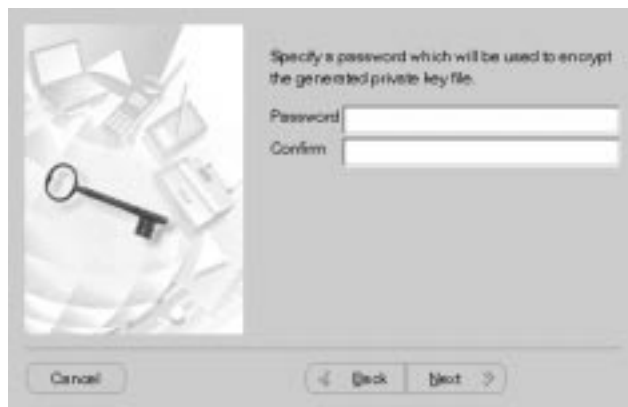 Specify a password which will be used to encrypt
the generated private key file.
Password
Confirm
Cancel
Back
Next